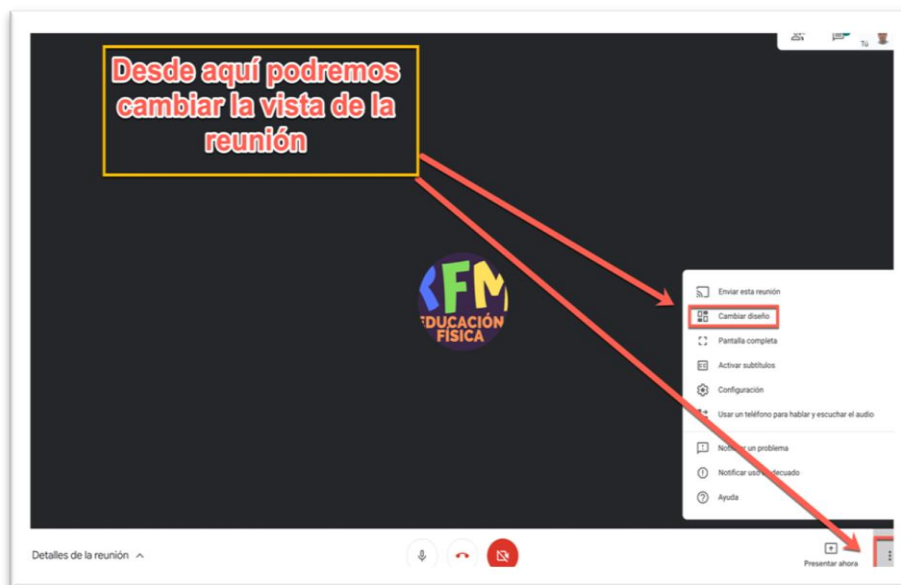 Tú
Desde aquí podremos
cambiar la vista de la
reunión
KFM
EDUCACIÓN
FÍSICA
Enviar esta reunión
Cambiar diseño
Pantalla completa
Activar subtítulos
Configuración
Usar un teléfono para hablar y escuchar el audio
Notificar un problema
Notificar uso inadecuado
Ayuda
Detalles de la reunión
Presentar ahora